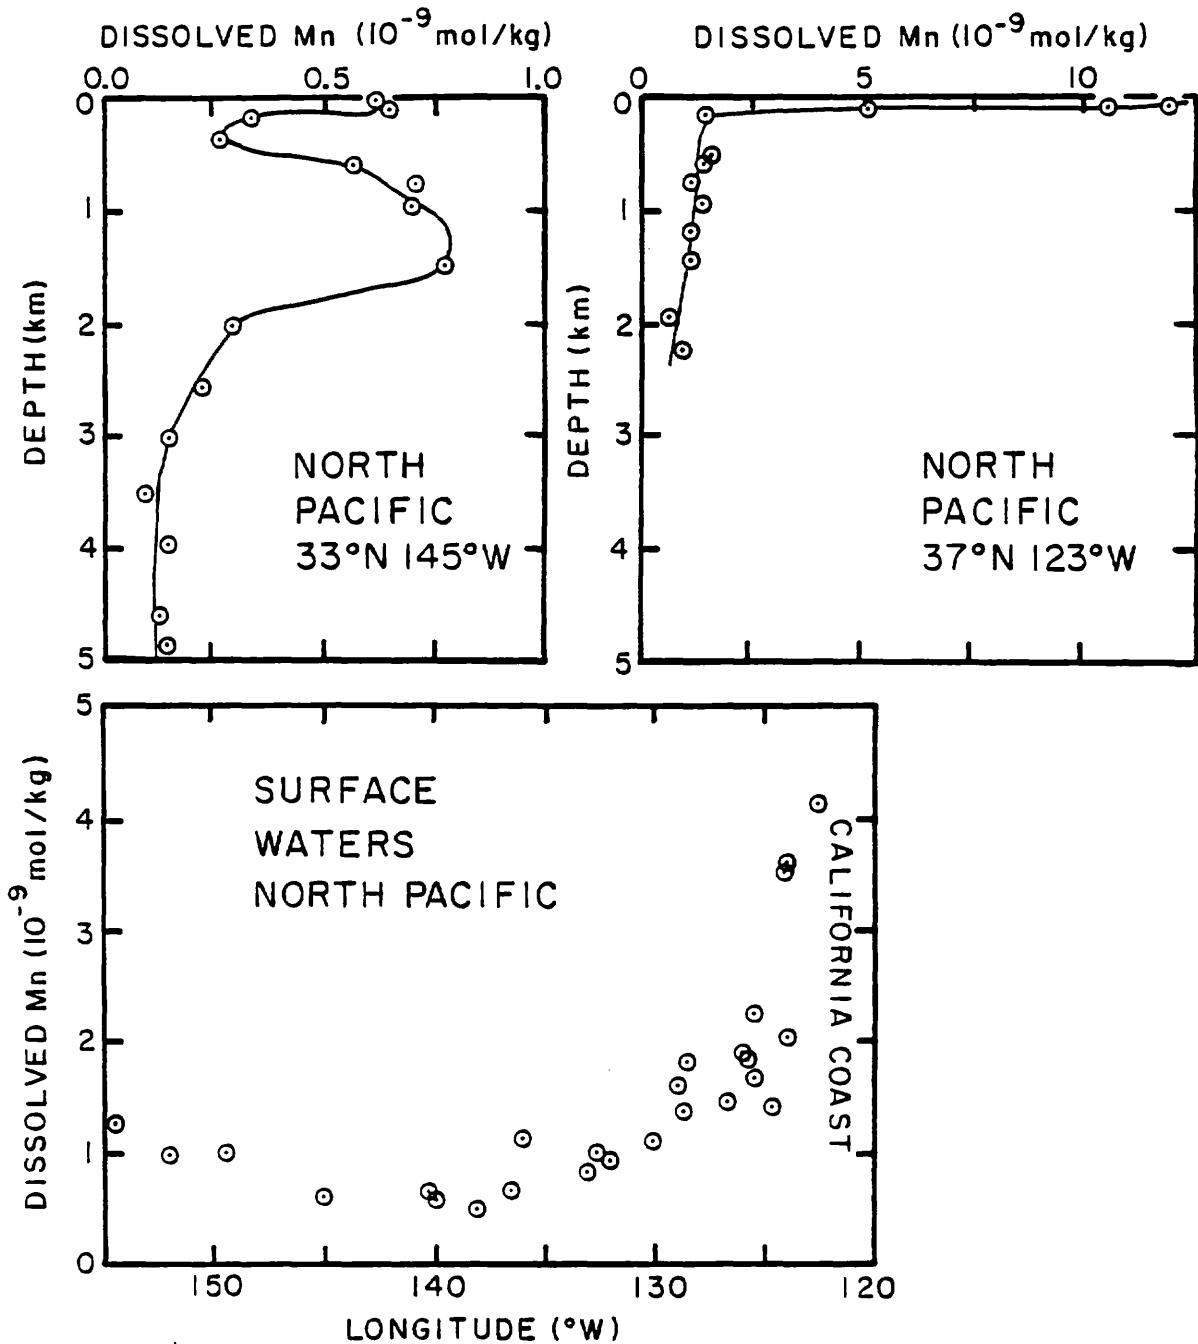 DISSOLVED Mn (10⁻⁹ mol/kg)
0.0 0.5 1.0
0
1
2
3
4
5
DEPTH (km)
NORTH
PACIFIC
33°N 145°W
DISSOLVED Mn (10⁻⁹ mol/kg)
0 5 10
0
1
2
3
4
5
DEPTH (km)
NORTH
PACIFIC
37°N 123°W
5
4
3
2
1
0
DISSOLVED Mn (10⁻⁹ mol/kg)
SURFACE
WATERS
NORTH PACIFIC
CALIFORNIA COAST
150 140 130 120
LONGITUDE (°W)